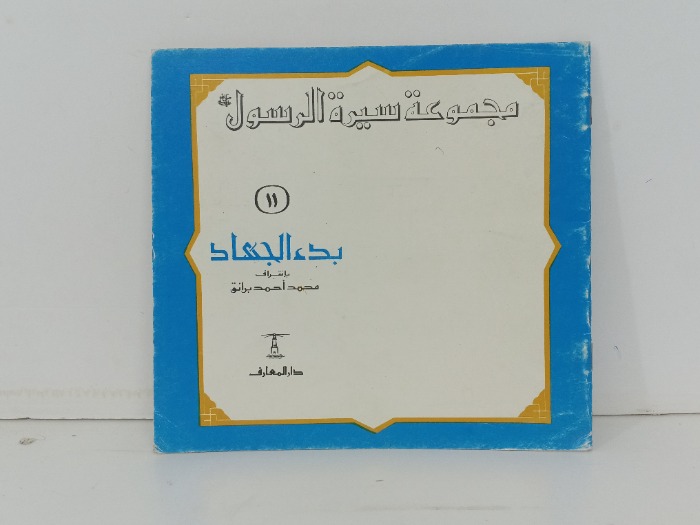 مجموعة سيرة الرسول ﷺ
١١
بدء الجهاد
بإشراف
محمد أحمد برانق
دار المعارف